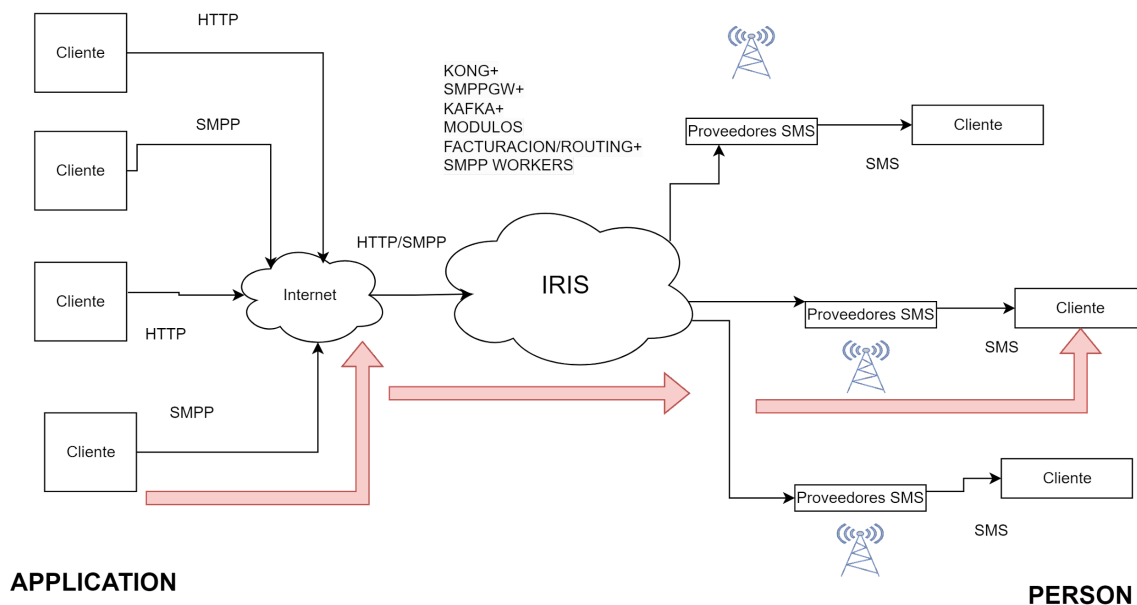 HTTP
Cliente
SMPP
Cliente
HTTP
Cliente
SMPP
Cliente
Internet
HTTP/SMPP
KONG+
SMPPGW+
KAFKA+
MODULOS
FACTURACION/ROUTING+
SMPP WORKERS
IRIS
Proveedores SMS
SMS
Cliente
Proveedores SMS
SMS
Cliente
Proveedores SMS
SMS
Cliente
APPLICATION
PERSON